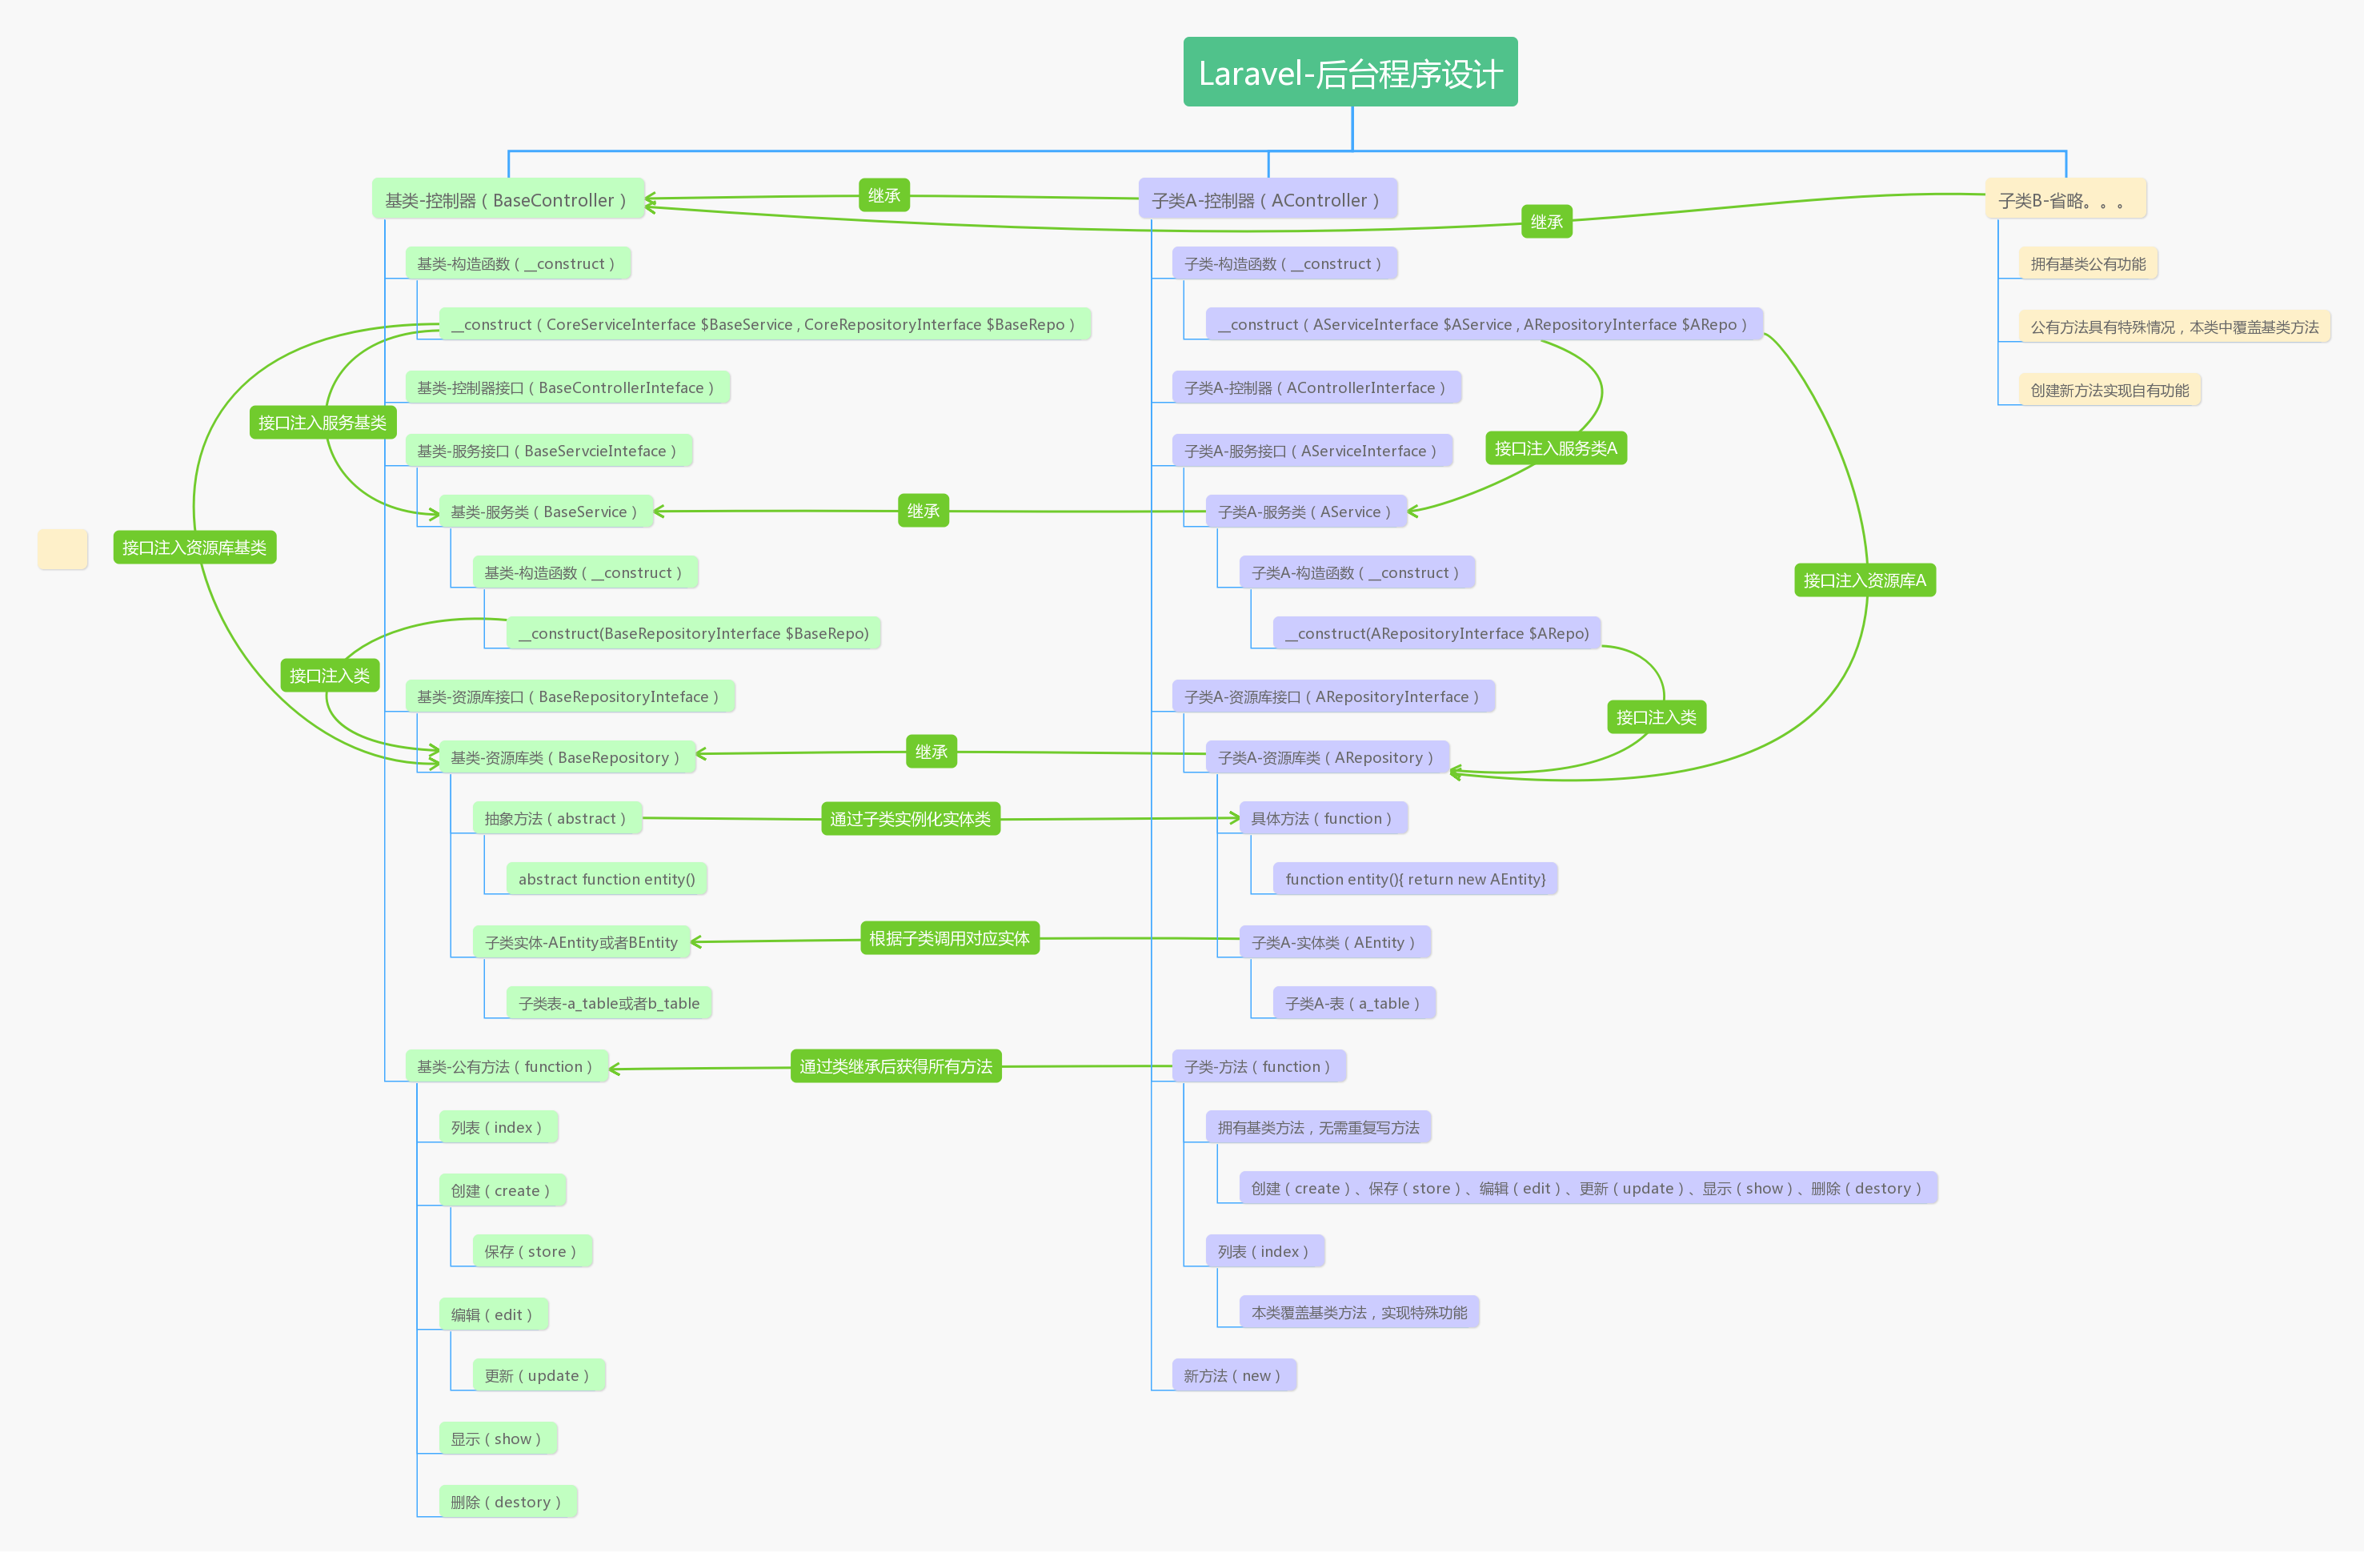 Laravel-后台程序设计
基类-控制器（BaseController）
继承
子类A-控制器（AController）
继承
子类B-省略。。。
基类-构造函数（__construct）
__construct（CoreServiceInterface $BaseService , CoreRepositoryInterface $BaseRepo）
基类-控制器接口（BaseControllerInteface）
接口注入服务基类
基类-服务接口（BaseServcieInteface）
基类-服务类（BaseService）
继承
接口注入资源库基类
基类-构造函数（__construct）
__construct(BaseRepositoryInterface $BaseRepo)
接口注入类
基类-资源库接口（BaseRepositoryInteface）
基类-资源库类（BaseRepository）
继承
抽象方法（abstract）
通过子类实例化实体类
abstract function entity()
子类实体-AEntity或者BEntity
根据子类调用对应实体
子类表-a_table或者b_table
基类-公有方法（function）
通过类继承后获得所有方法
列表（index）
创建（create）
保存（store）
编辑（edit）
更新（update）
显示（show）
删除（destory）
子类-构造函数（__construct）
__construct（AServiceInterface $AService , ARepositoryInterface $ARepo）
子类A-控制器（AControllerInterface）
子类A-服务接口（AServiceInterface）
接口注入服务类A
子类A-服务类（AService）
子类A-构造函数（__construct）
接口注入资源库A
__construct(ARepositoryInterface $ARepo)
子类A-资源库接口（ARepositoryInterface）
接口注入类
子类A-资源库类（ARepository）
具体方法（function）
function entity(){ return new AEntity}
子类A-实体类（AEntity）
子类A-表（a_table）
子类-方法（function）
拥有基类方法，无需重复写方法
创建（create）、保存（store）、编辑（edit）、更新（update）、显示（show）、删除（destory）
列表（index）
本类覆盖基类方法，实现特殊功能
新方法（new）
拥有基类公有功能
公有方法具有特殊情况，本类中覆盖基类方法
创建新方法实现自有功能